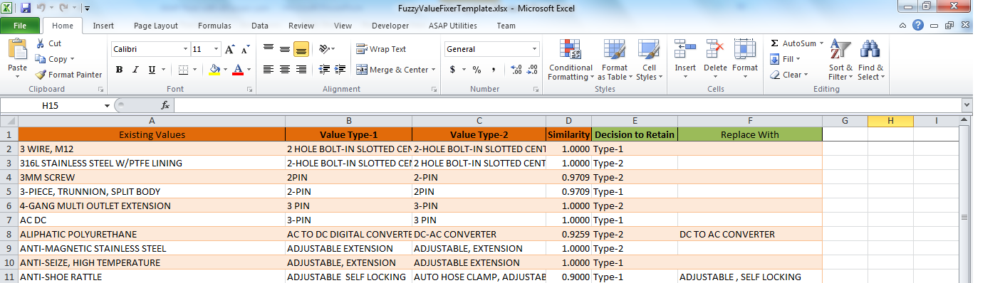 FuzzyValueFixerTemplate.xlsx - Microsoft Excel
File Home Insert Page Layout Formulas Data Review View Developer ASAP Utilities Team
Paste Cut Copy Format Painter Clipboard
Calibri 11 A A B I U A Font
Wrap Text Merge & Center Alignment
General $ % , .00 .0 Number
Conditional Formatting Format as Table Cell Styles Styles
Insert Delete Format Cells
Σ AutoSum Fill Clear Sort & Filter Find & Select Editing
H15 fx
A B C D E F G H I
1 Existing Values Value Type-1 Value Type-2 Similarity Decision to Retain Replace With
2 3 WIRE, M12 2 HOLE BOLT-IN SLOTTED CEN 2-HOLE BOLT-IN SLOTTED CENT 1.0000 Type-1
3 316L STAINLESS STEEL W/PTFE LINING 2-HOLE BOLT-IN SLOTTED CEN 2 HOLE BOLT-IN SLOTTED CENT 1.0000 Type-2
4 3MM SCREW 2PIN 2-PIN 0.9709 Type-2
5 3-PIECE, TRUNNION, SPLIT BODY 2-PIN 2PIN 0.9709 Type-1
6 4-GANG MULTI OUTLET EXTENSION 3 PIN 3-PIN 1.0000 Type-2
7 AC DC 3-PIN 3 PIN 1.0000 Type-1
8 ALIPHATIC POLYURETHANE AC TO DC DIGITAL CONVERTE DC-AC CONVERTER 0.9259 Type-2 DC TO AC CONVERTER
9 ANTI-MAGNETIC STAINLESS STEEL ADJUSTABLE EXTENSION ADJUSTABLE, EXTENSION 1.0000 Type-2
10 ANTI-SEIZE, HIGH TEMPERATURE ADJUSTABLE, EXTENSION ADJUSTABLE EXTENSION 1.0000 Type-1
11 ANTI-SHOE RATTLE ADJUSTABLE SELF LOCKING AUTO HOSE CLAMP, ADJUSTAB 0.9000 Type-1 ADJUSTABLE , SELF LOCKING